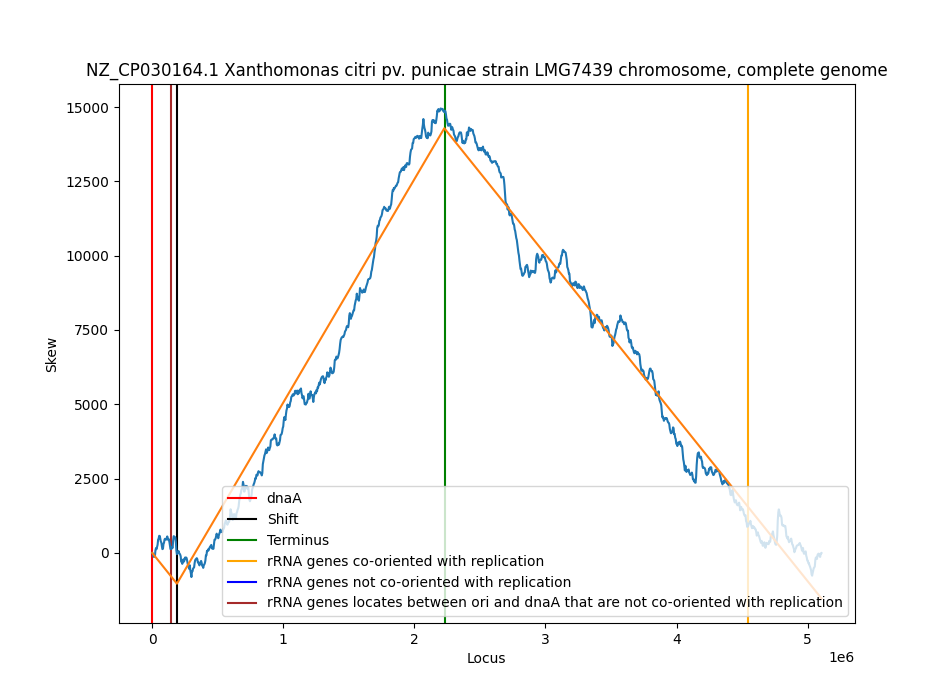 NZ_CP030164.1 Xanthomonas citri pv. punicae strain LMG7439 chromosome, complete genome
15000
12500
10000
7500
5000
2500
0
Skew
dnaA
Shift
Terminus
rRNA genes co-oriented with replication
rRNA genes not co-oriented with replication
rRNA genes locates between ori and dnaA that are not co-oriented with replication
0 1 2 3 4 5
1e6
Locus